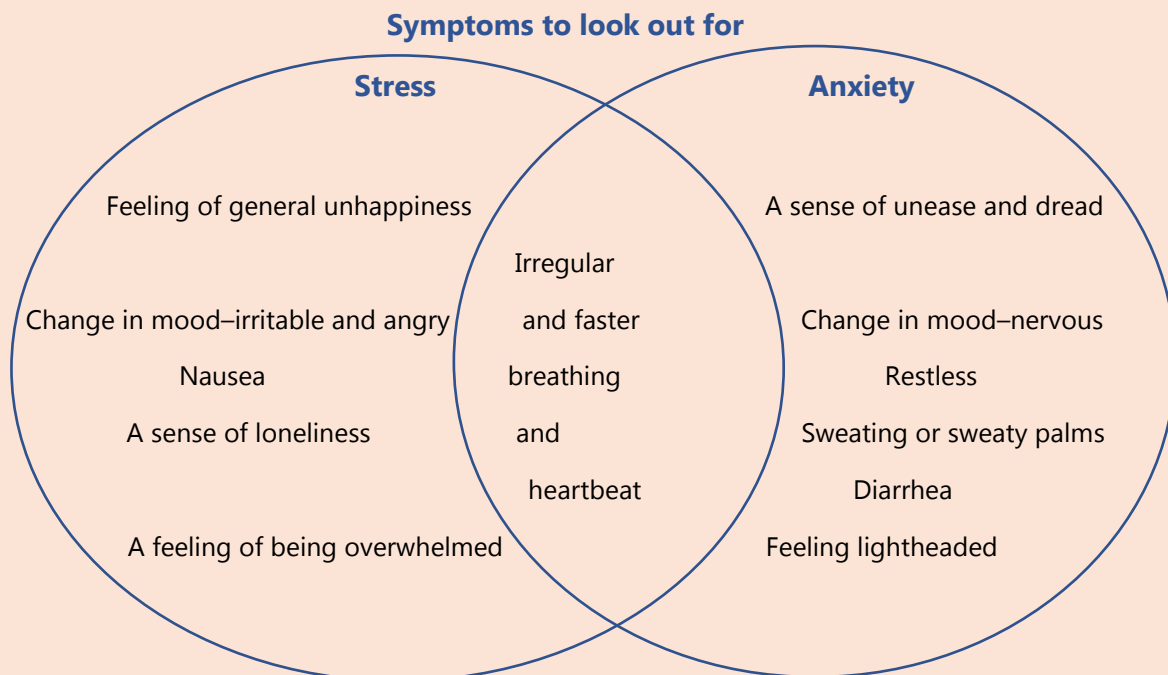 Symptoms to look out for
Stress
Anxiety
Feeling of general unhappiness
Change in mood–irritable and angry
Nausea
A sense of loneliness
A feeling of being overwhelmed
Irregular
and faster
breathing
and
heartbeat
A sense of unease and dread
Change in mood–nervous
Restless
Sweating or sweaty palms
Diarrhea
Feeling lightheaded